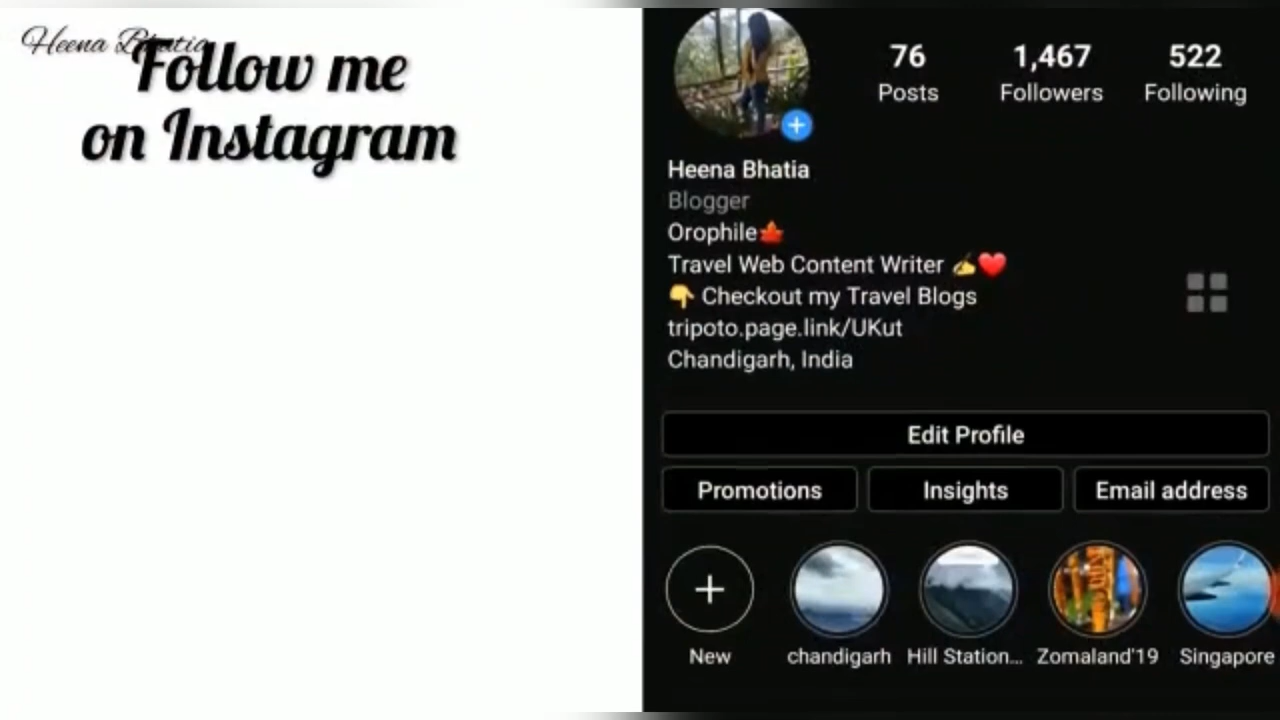 Heena Bhatia
Follow me
on Instagram
76 1,467 522
Posts Followers Following
Heena Bhatia
Blogger
Orophile🍁
Travel Web Content Writer ✍️❤️
👇 Checkout my Travel Blogs
tripoto.page.link/UKut
Chandigarh, India
Edit Profile
Promotions Insights Email address
New chandigarh Hill Station... Zomaland'19 Singapore